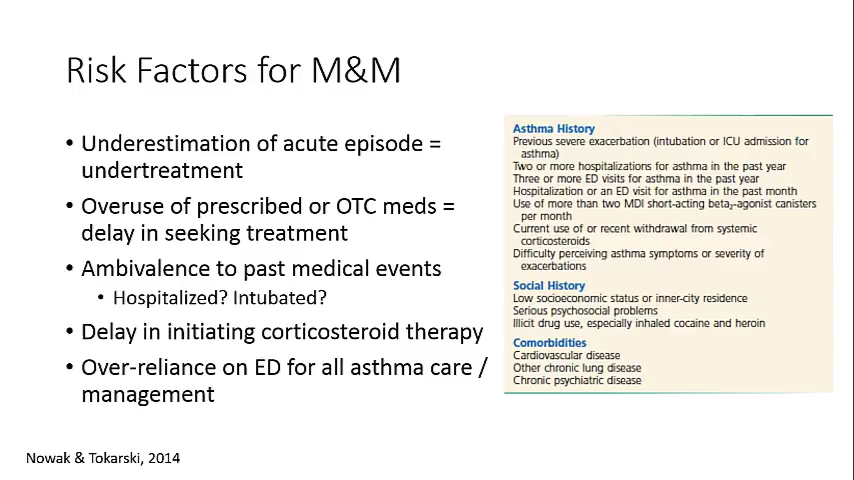 Risk Factors for M&M
• Underestimation of acute episode =
undertreatment
• Overuse of prescribed or OTC meds =
delay in seeking treatment
• Ambivalence to past medical events
• Hospitalized? Intubated?
• Delay in initiating corticosteroid therapy
• Over-reliance on ED for all asthma care /
management
Asthma History
Previous severe exacerbation (intubation or ICU admission for
asthma)
Two or more hospitalizations for asthma in the past year
Three or more ED visits for asthma in the past year
Hospitalization or an ED visit for asthma in the past month
Use of more than two MDI short-acting beta₂-agonist canisters
per month
Current use of or recent withdrawal from systemic
corticosteroids
Difficulty perceiving asthma symptoms or severity of
exacerbations
Social History
Low socioeconomic status or inner-city residence
Serious psychosocial problems
Illicit drug use, especially inhaled cocaine and heroin
Comorbidities
Cardiovascular disease
Other chronic lung disease
Chronic psychiatric disease
Nowak & Tokarski, 2014